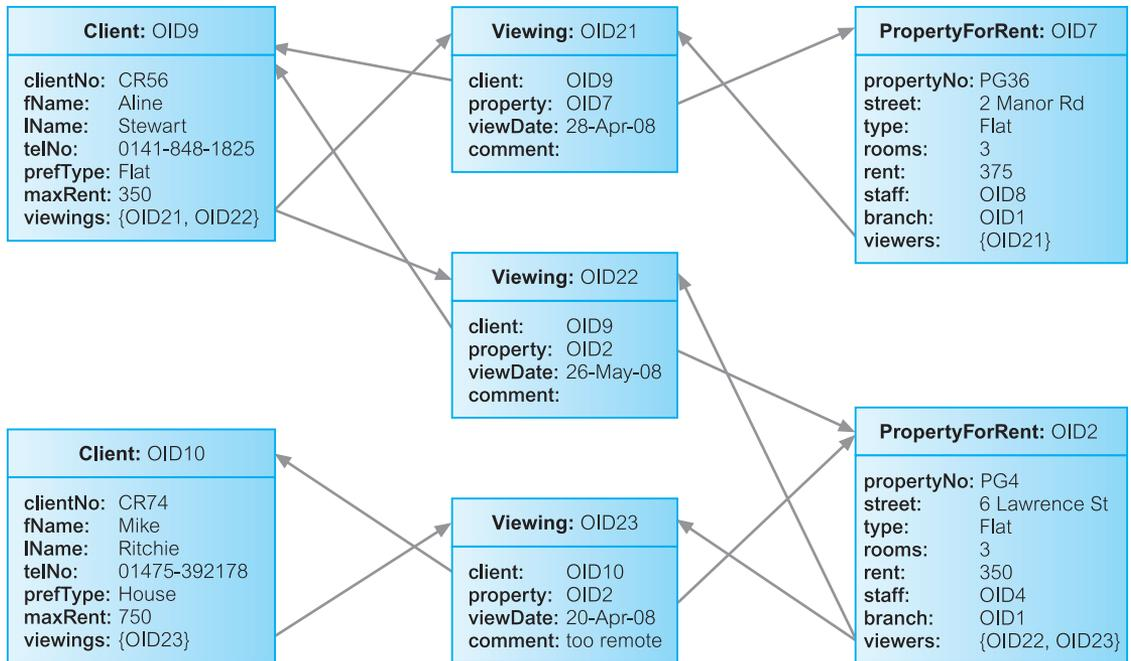 Client: OID9
clientNo: CR56
fName: Aline
lName: Stewart
telNo: 0141-848-1825
prefType: Flat
maxRent: 350
viewings: {OID21, OID22}
Viewing: OID21
client: OID9
property: OID7
viewDate: 28-Apr-08
comment:
PropertyForRent: OID7
propertyNo: PG36
street: 2 Manor Rd
type: Flat
rooms: 3
rent: 375
staff: OID8
branch: OID1
viewers: {OID21}
Viewing: OID22
client: OID9
property: OID2
viewDate: 26-May-08
comment:
Client: OID10
clientNo: CR74
fName: Mike
lName: Ritchie
telNo: 01475-392178
prefType: House
maxRent: 750
viewings: {OID23}
Viewing: OID23
client: OID10
property: OID2
viewDate: 20-Apr-08
comment: too remote
PropertyForRent: OID2
propertyNo: PG4
street: 6 Lawrence St
type: Flat
rooms: 3
rent: 350
staff: OID4
branch: OID1
viewers: {OID22, OID23}